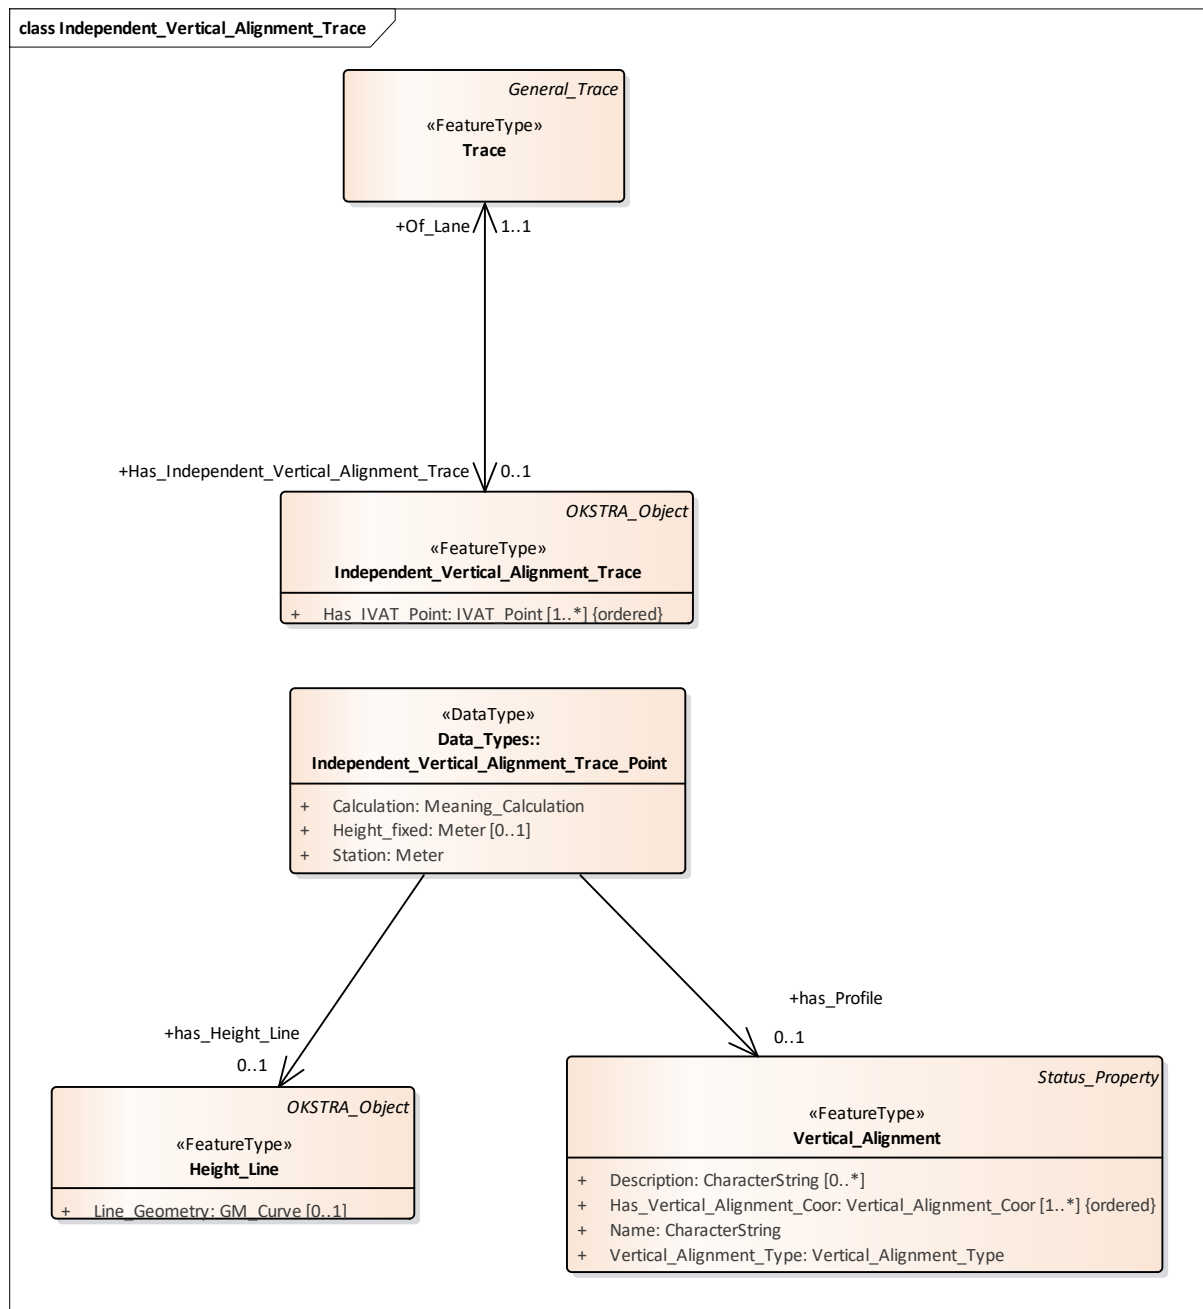 class Independent_Vertical_Alignment_Trace
General_Trace
«FeatureType»
Trace
+Of_Lane 1..1
+Has_Independent_Vertical_Alignment_Trace 0..1
OKSTRA_Object
«FeatureType»
Independent_Vertical_Alignment_Trace
+ Has_IVAT_Point: IVAT_Point [1..*] {ordered}
«DataType»
Data_Types::
Independent_Vertical_Alignment_Trace_Point
+ Calculation: Meaning_Calculation
+ Height_fixed: Meter [0..1]
+ Station: Meter
+has_Height_Line
0..1
+has_Profile
0..1
OKSTRA_Object
«FeatureType»
Height_Line
+ Line_Geometry: GM_Curve [0..1]
Status_Property
«FeatureType»
Vertical_Alignment
+ Description: CharacterString [0..*]
+ Has_Vertical_Alignment_Coor: Vertical_Alignment_Coor [1..*] {ordered}
+ Name: CharacterString
+ Vertical_Alignment_Type: Vertical_Alignment_Type